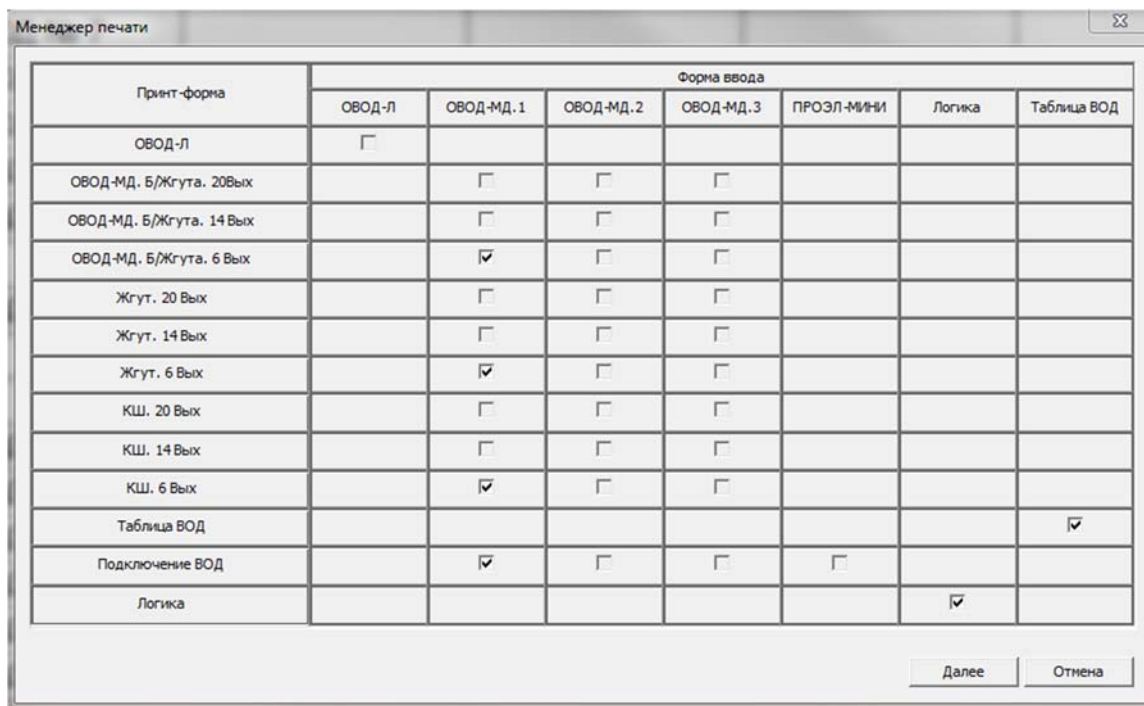 Менеджер печати
Принт-форма
Форма ввода
ОВОД-Л ОВОД-МД.1 ОВОД-МД.2 ОВОД-МД.3 ПРОЭЛ-МИНИ Логика Таблица ВОД
ОВОД-Л
ОВОД-МД. Б/Жгута. 20Вых
ОВОД-МД. Б/Жгута. 14 Вых
ОВОД-МД. Б/Жгута. 6 Вых
Жгут. 20 Вых
Жгут. 14 Вых
Жгут. 6 Вых
КШ. 20 Вых
КШ. 14 Вых
КШ. 6 Вых
Таблица ВОД
Подключение ВОД
Логика
Далее Отмена